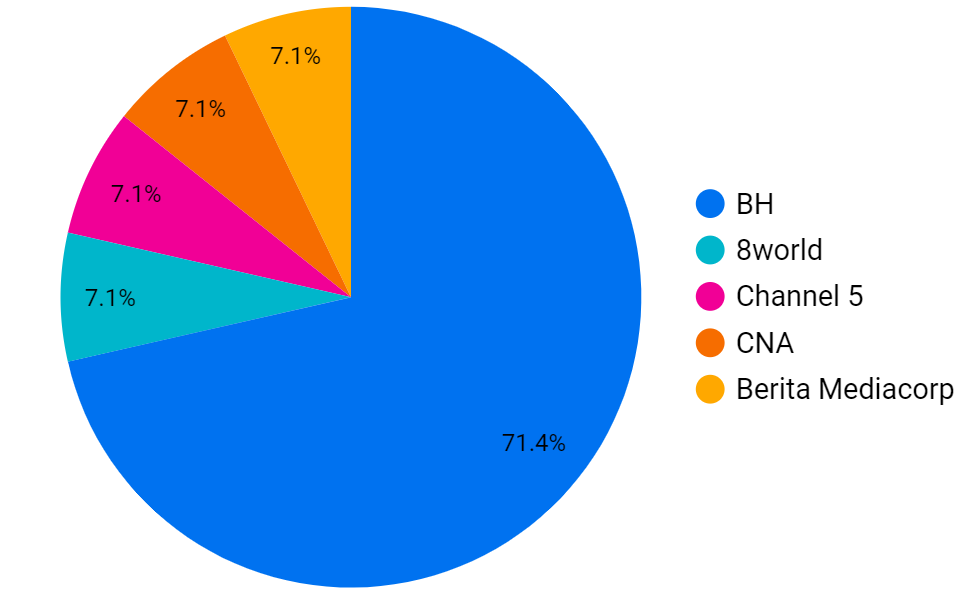 7.1%
7.1%
7.1%
7.1%
71.4%
BH
8world
Channel 5
CNA
Berita Mediacorp